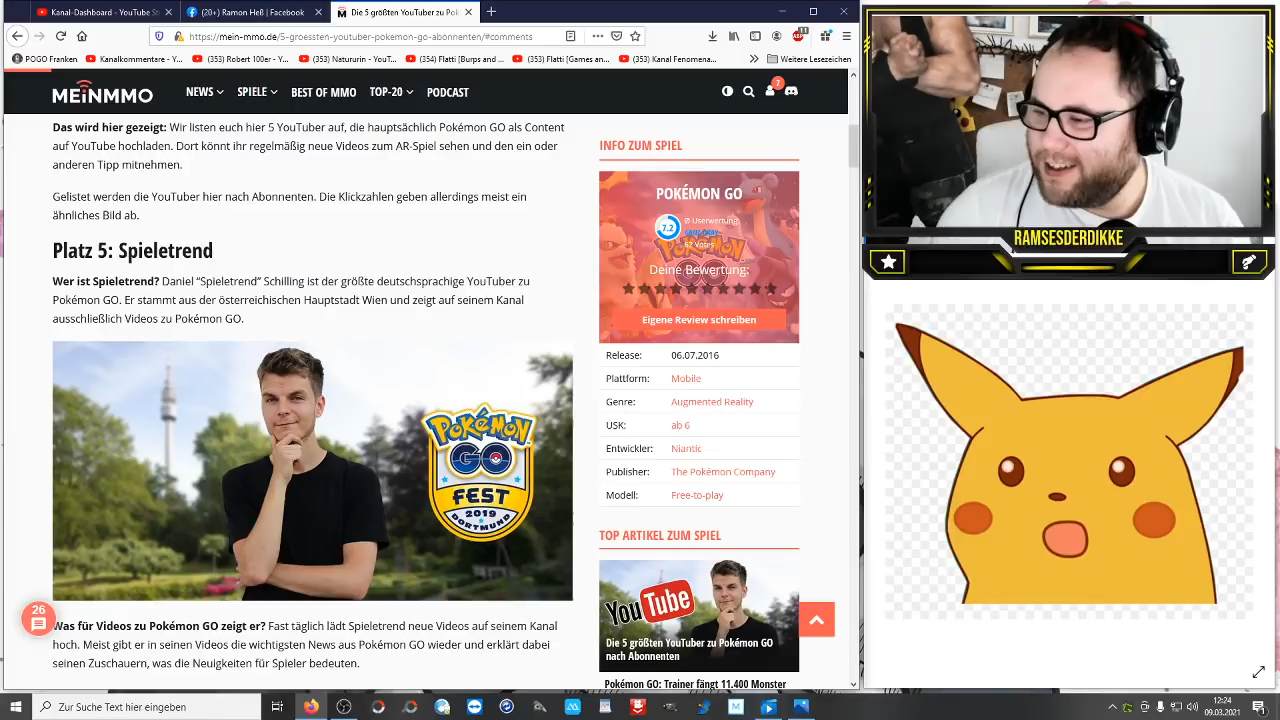 Kanal-Dashboard - YouTube St
(20+) Ramon Heß | Facebook
Die 5 größten YouTuber zu Pok
https://mein-mmo.de/5-groessten-youtuber-pokemon-go-abonnenten/#comments
POGO Franken
Kanalkommentare - Y...
(353) Robert 100er - Y...
(353) Natururin - YouT...
(354) Flatti [Burps and ...
(353) Flatti [Games an...
(353) Kanal Fenomena...
Weitere Lesezeichen
MEiNMMO
NEWS
SPIELE
BEST OF MMO
TOP-20
PODCAST
7
Das wird hier gezeigt: Wir listen euch hier 5 YouTuber auf, die hauptsächlich Pokémon GO als Content
auf YouTube hochladen. Dort könnt ihr regelmäßig neue Videos zum AR-Spiel sehen und den ein oder
anderen Tipp mitnehmen.
Gelistet werden die YouTuber hier nach Abonnenten. Die Klickzahlen geben allerdings meist ein
ähnliches Bild ab.
Platz 5: Spieletrend
Wer ist Spieletrend? Daniel “Spieletrend” Schilling ist der größte deutschsprachige YouTuber zu
Pokémon GO. Er stammt aus der österreichischen Hauptstadt Wien und zeigt auf seinem Kanal
ausschließlich Videos zu Pokémon GO.
POKÉMON
GO
FEST
2019
DORTMUND
26
Was für Videos zu Pokémon GO zeigt er? Fast täglich lädt Spieletrend neue Videos auf seinem Kanal
hoch. Meist gibt er in seinen Videos die wichtigsten News aus Pokémon GO wieder und erklärt dabei
seinen Zuschauern, was die Neuigkeiten für Spieler bedeuten.
INFO ZUM SPIEL
POKÉMON GO
7.2
Ø Userwertung:
52 Votes
Deine Bewertung:
Eigene Review schreiben
Release: 06.07.2016
Plattform: Mobile
Genre: Augmented Reality
USK: ab 6
Entwickler: Niantic
Publisher: The Pokémon Company
Modell: Free-to-play
TOP ARTIKEL ZUM SPIEL
YouTube
Die 5 größten YouTuber zu Pokémon GO
nach Abonnenten
Pokémon GO: Trainer fängt 11.400 Monster
RAMSESDERDIKKE
Zur Suche Text hier eingeben
12:24
09.03.2021